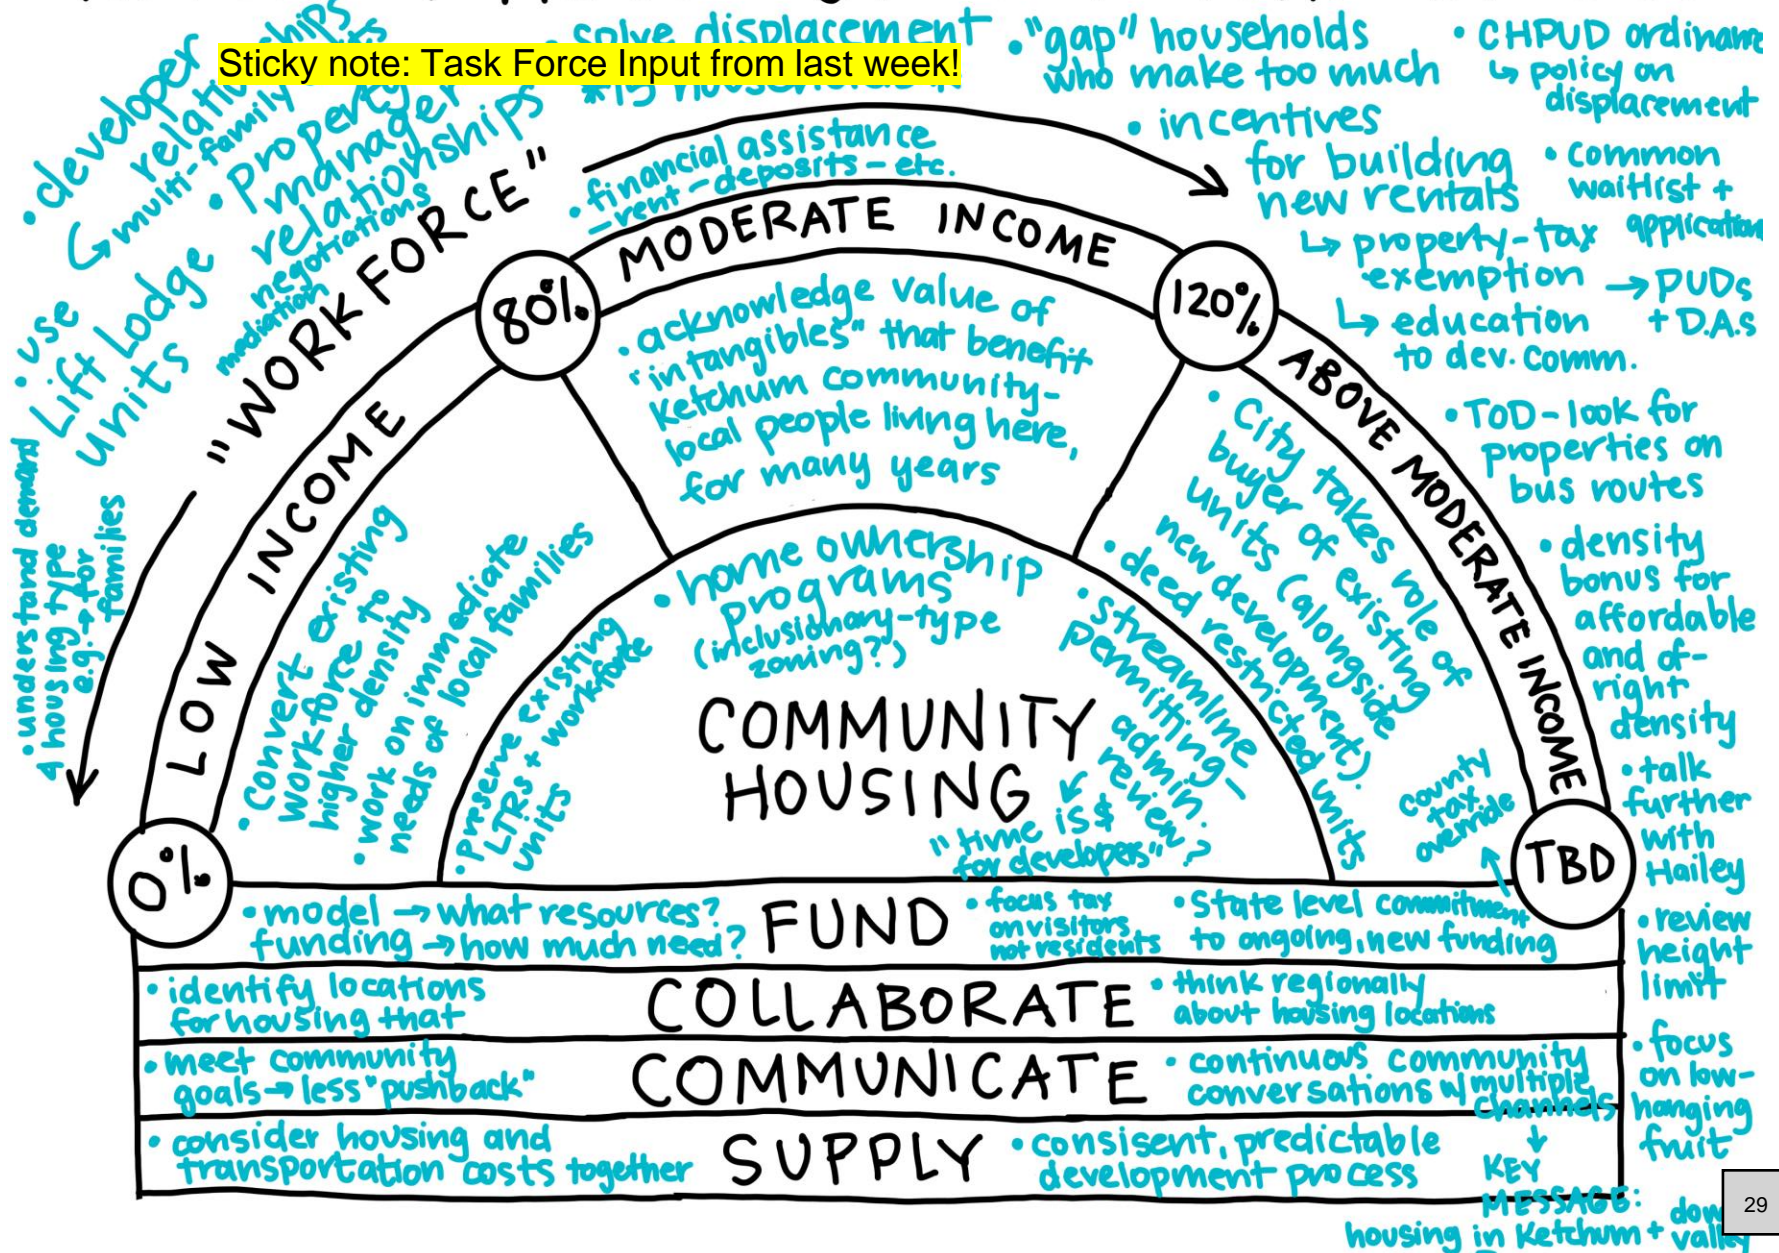 Sticky note: Task Force Input from last week!
• developer
relationships
↳ multi-family
• property
manager
relationships
negotiations
mediation
• use
Lift Lodge
units
• understand demand
4 housing type
e.g. → for
families
• solve displacement
• "gap" households
who make too much
• incentives
for building
new rentals
↳ property-tax
exemption → PUDs
+ D.A.s
↳ education
to dev. comm.
• CHPUD
↳ policy on
displacement
• common
waitlist +
application
• TOD - look for
properties on
bus routes
• density
bonus for
affordable
and of-
right
density
• talk
further
with
Hailey
• review
height
limit
• focus
on low-
hanging
fruit
"WORKFORCE"
• financial assistance
- rent - deposits - etc.
0%
LOW INCOME
80%
MODERATE INCOME
120%
ABOVE MODERATE INCOME
TBD
• Convert existing
workforce to
higher density
• work on immediate
needs of local families
• acknowledge value of
"intangibles" that benefit
Ketchum community -
local people living here,
for many years
• City takes role of
buyer of existing
units (alongside
new development).
• deed restricted units
county
tax
override
• Preserve existing
LTRs + workforce
units
• home ownership
programs
(inclusionary-type
zoning?)
• streamline
permitting -
admin.
review?
"time is $
for developers"
COMMUNITY
HOUSING
• model → what resources?
funding → how much need?
FUND
• focus tax
on visitors
not residents
• State level commitment
to ongoing, new funding
• identify locations
for housing that
COLLABORATE
• think regionally
about housing locations
• meet community
goals → less "pushback"
COMMUNICATE
• continuous community
conversations w/ multiple
channels
↓
KEY
MESSAGE:
housing in Ketchum + down
valley
• consider housing and
transportation costs together
SUPPLY
• consisent, predictable
development process
29